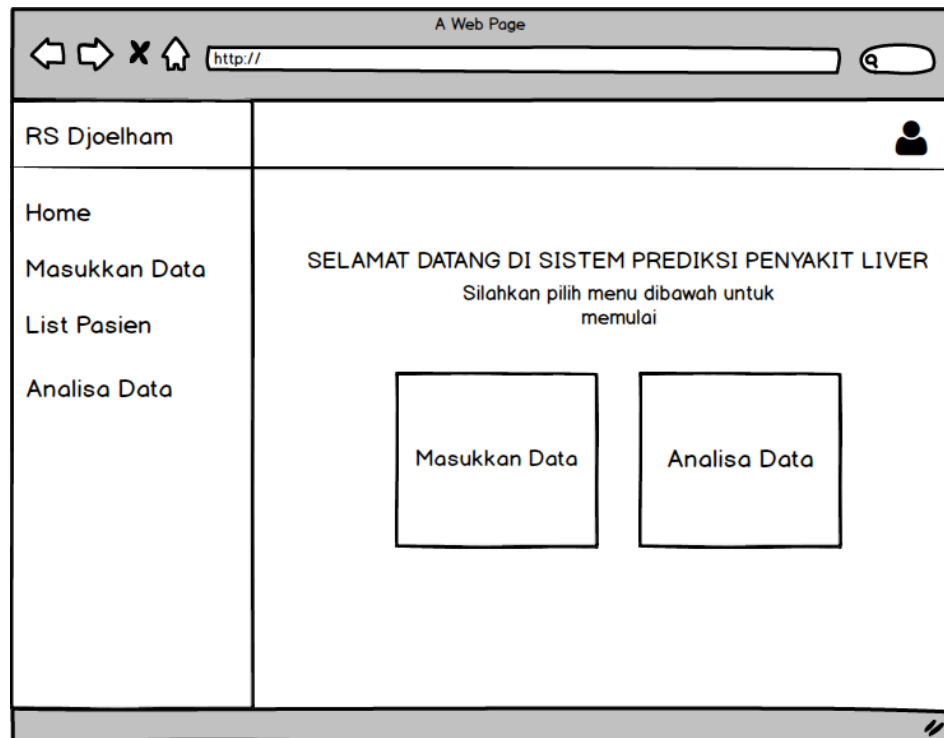 A Web Page
http://
RS Djoelham
Home
Masukkan Data
List Pasien
Analisa Data
SELAMAT DATANG DI SISTEM PREDIKSI PENYAKIT LIVER
Silahkan pilih menu dibawah untuk
memulai
Masukkan Data
Analisa Data